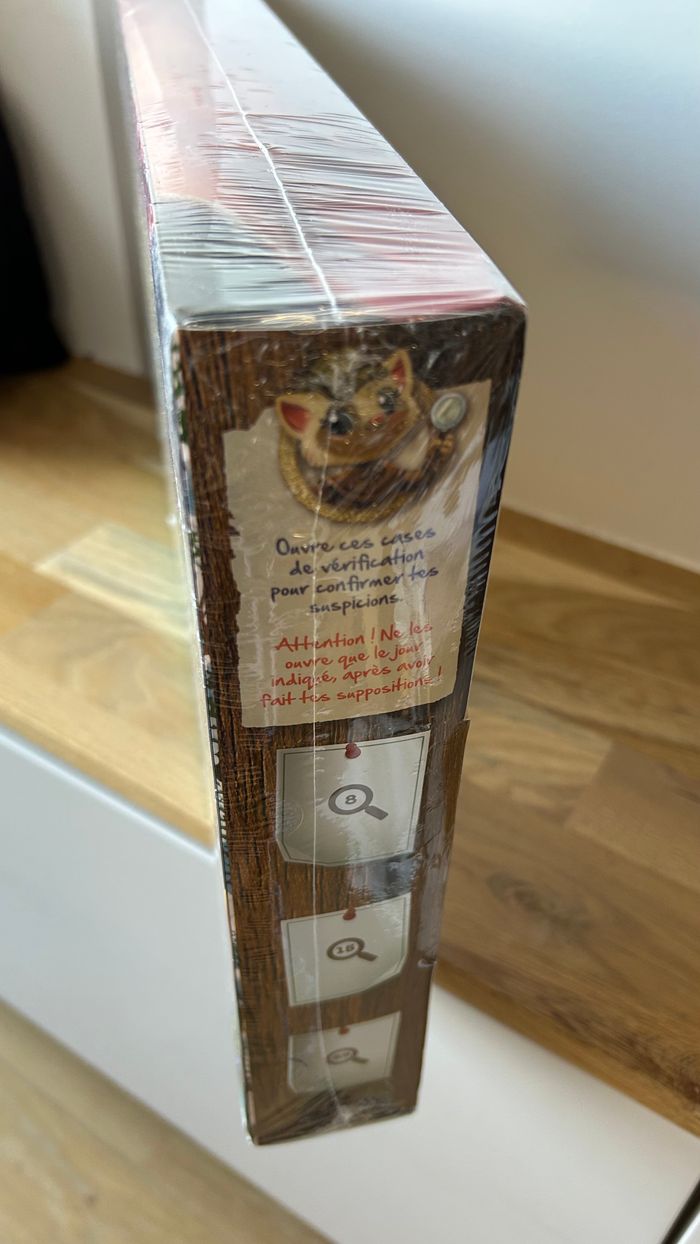 Ouvre ces cases
de vérification
pour confirmer tes
suspicions.
Attention ! Ne les
ouvre que le jour
indiqué, après avoir
fait tes suppositions !
8
15